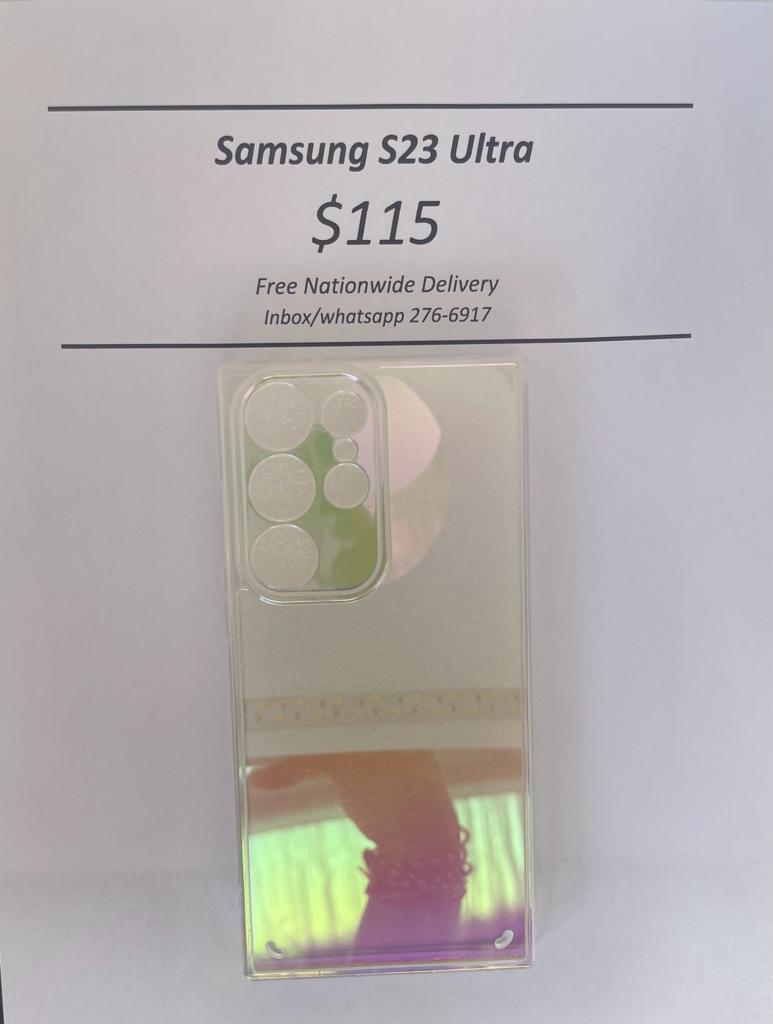 Samsung S23 Ultra
$115
Free Nationwide Delivery
Inbox/whatsapp 276-6917